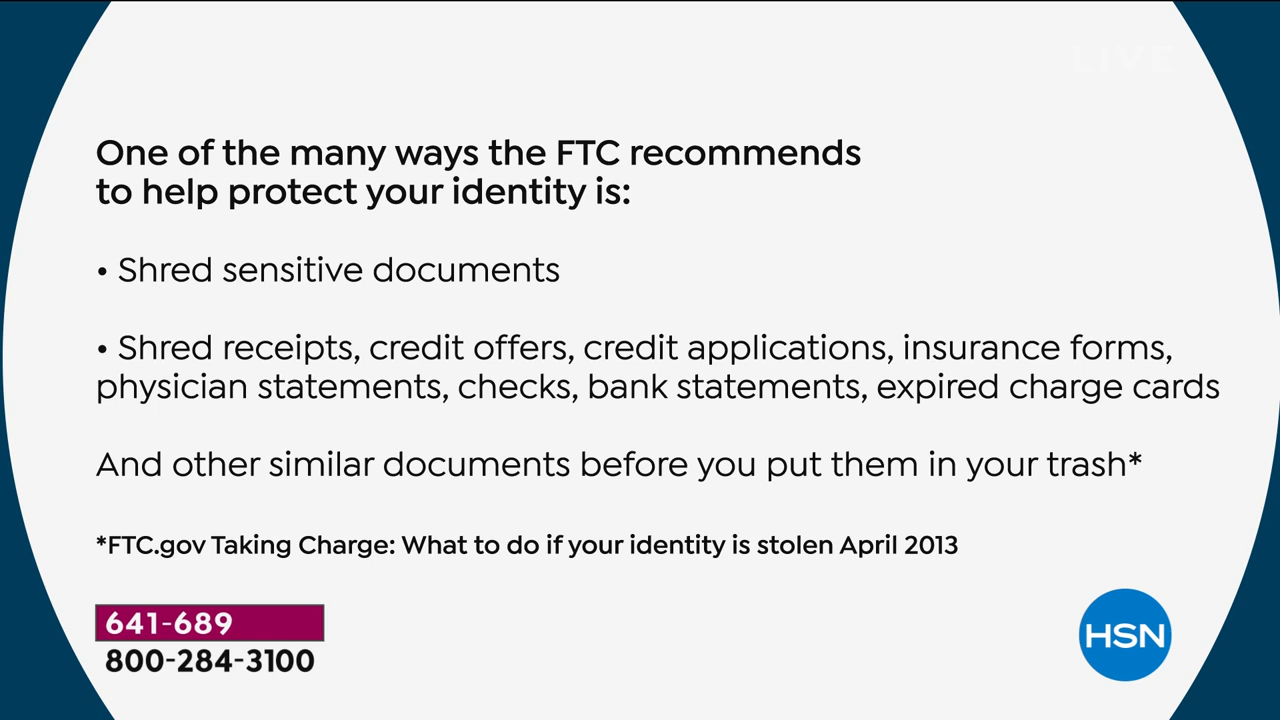 LIVE
One of the many ways the FTC recommends
to help protect your identity is:
• Shred sensitive documents
• Shred receipts, credit offers, credit applications, insurance forms,
physician statements, checks, bank statements, expired charge cards
And other similar documents before you put them in your trash*
*FTC.gov Taking Charge: What to do if your identity is stolen April 2013
641-689
800-284-3100
HSN